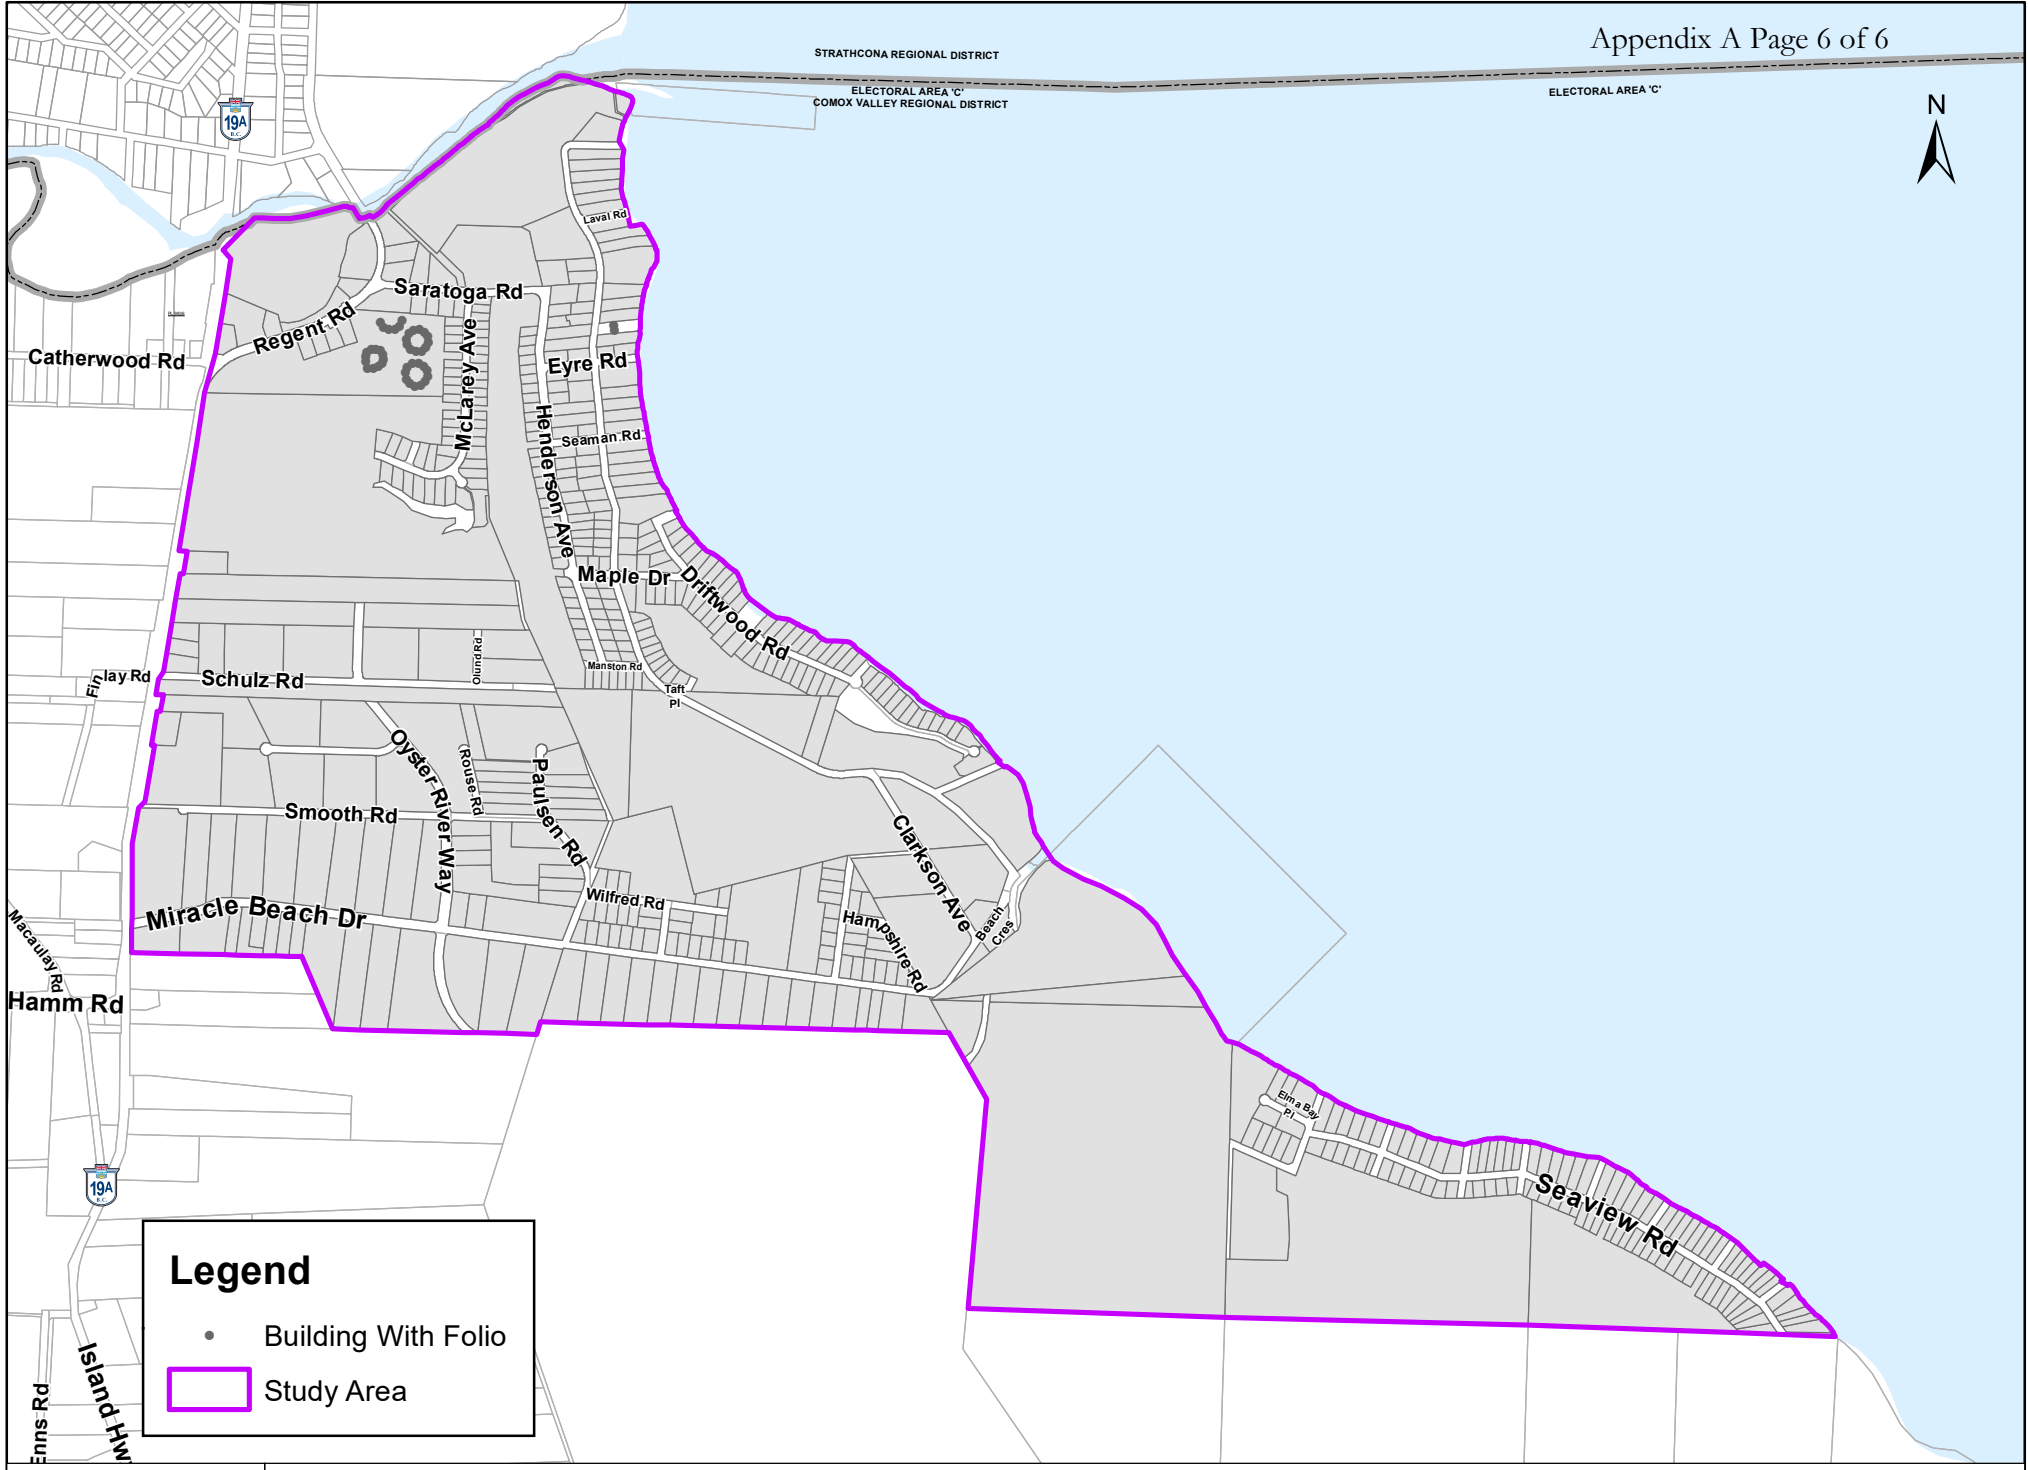 Appendix A Page 6 of 6
STRATHCONA REGIONAL DISTRICT
ELECTORAL AREA 'C'
COMOX VALLEY REGIONAL DISTRICT
ELECTORAL AREA 'C'
N
19A
B.C.
Laval Rd
Saratoga Rd
Regent Rd
McLarey Ave
Catherwood Rd
Eyre Rd
Henderson Ave
Seaman Rd
Maple Dr
Driftwood Rd
Manston Rd
Olund Rd
Taft
Pl
Finlay Rd
Schulz Rd
Oyster River Way
Rouse Rd
Paulsen Rd
Smooth Rd
Clarkson Ave
Wilfred Rd
Miracle Beach Dr
Hampshire Rd
Beach
Cres
Macaulay Rd
Hamm Rd
Elma Bay
Pl
19A
B.C.
Seaview Rd
Legend
Building With Folio
Study Area
Island Hw
Enns Rd